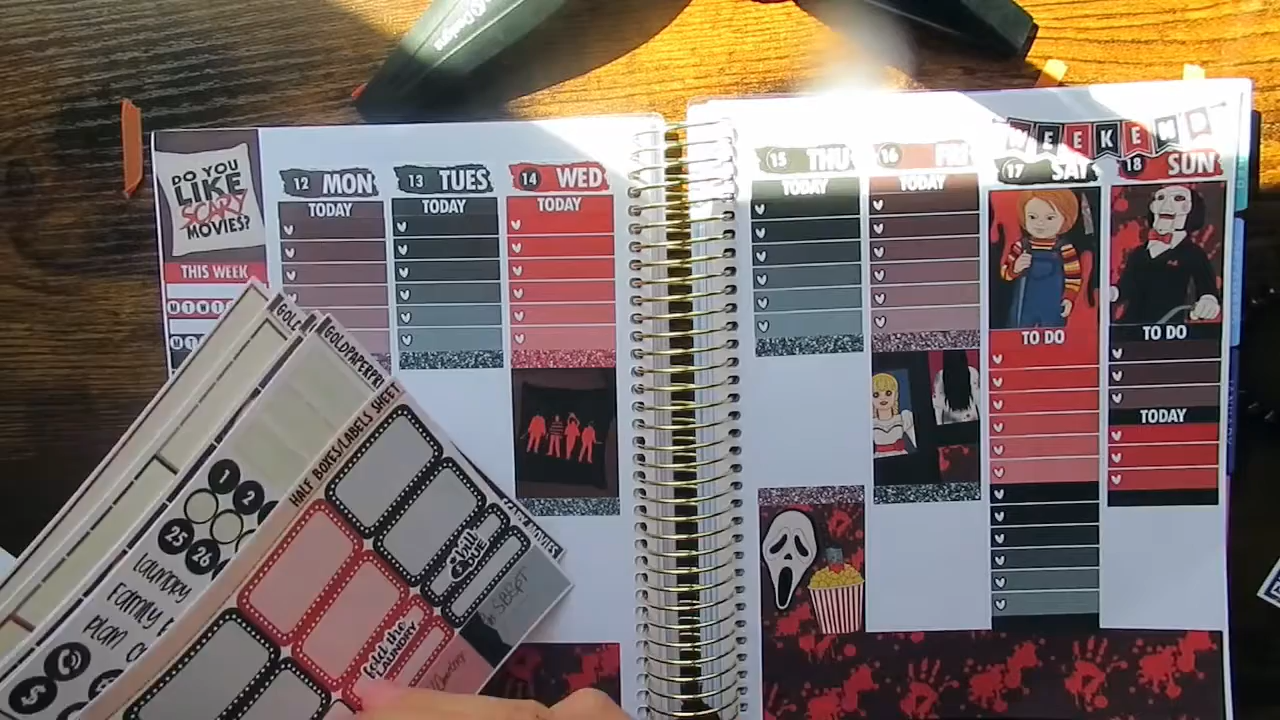 WEEKEND
DO YOU
LIKE
SCARY
MOVIES?
THIS WEEK
M T W T
M T W
12 MON
TODAY
13 TUES
TODAY
14 WED
TODAY
15 THU
TODAY
16 FRI
TODAY
17 SAT
TO DO
18 SUN
TO DO
TODAY
GOLDPAPERPRI
HALF BOXES/LABELS SHEET
MOVIES
1 2
25 26
LAUNDRY
Family
Plan
bill
DUE
fold the
LAUNDRY